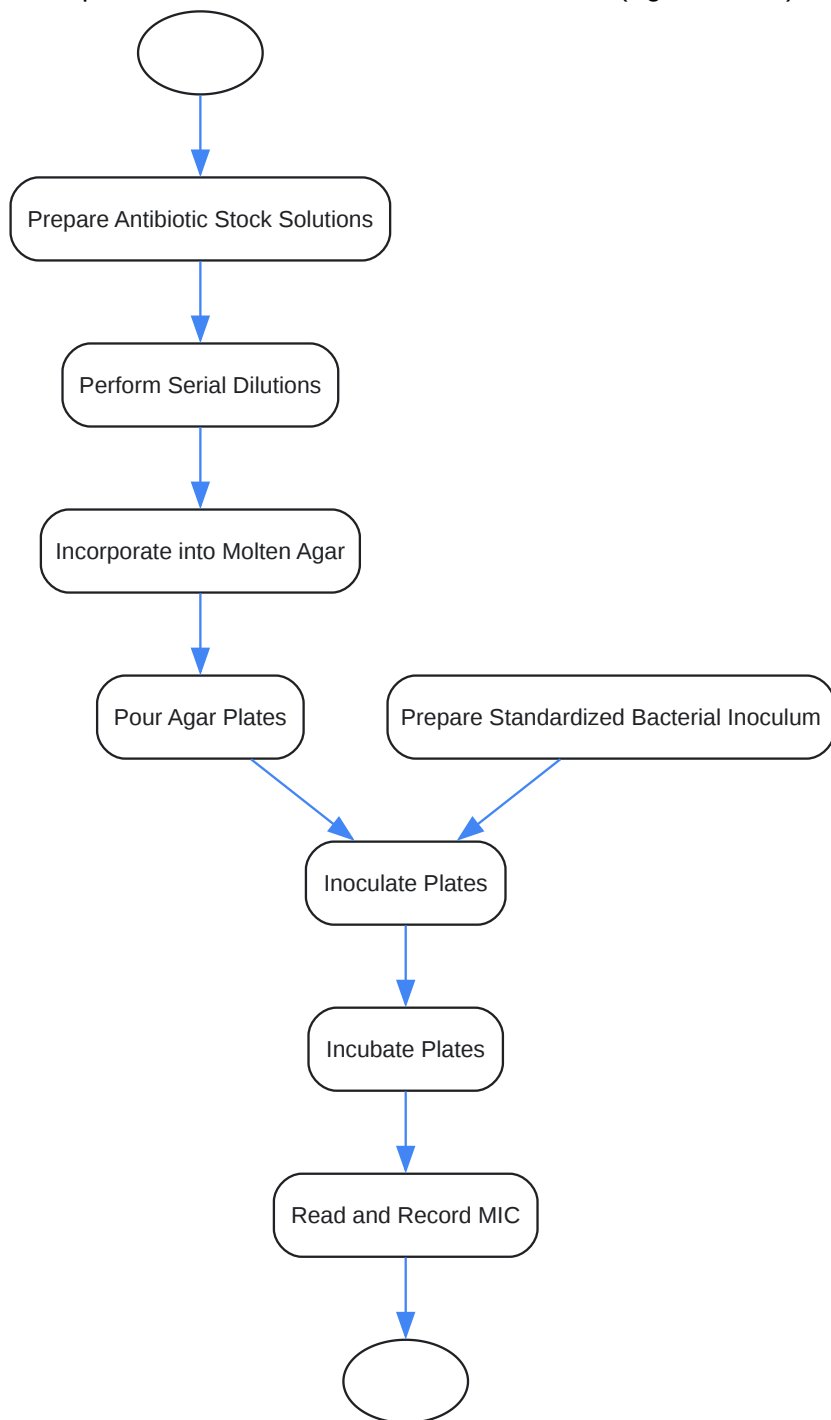 Prepare Antibiotic Stock Solutions
Perform Serial Dilutions
Incorporate into Molten Agar
Pour Agar Plates
Prepare Standardized Bacterial Inoculum
Inoculate Plates
Incubate Plates
Read and Record MIC